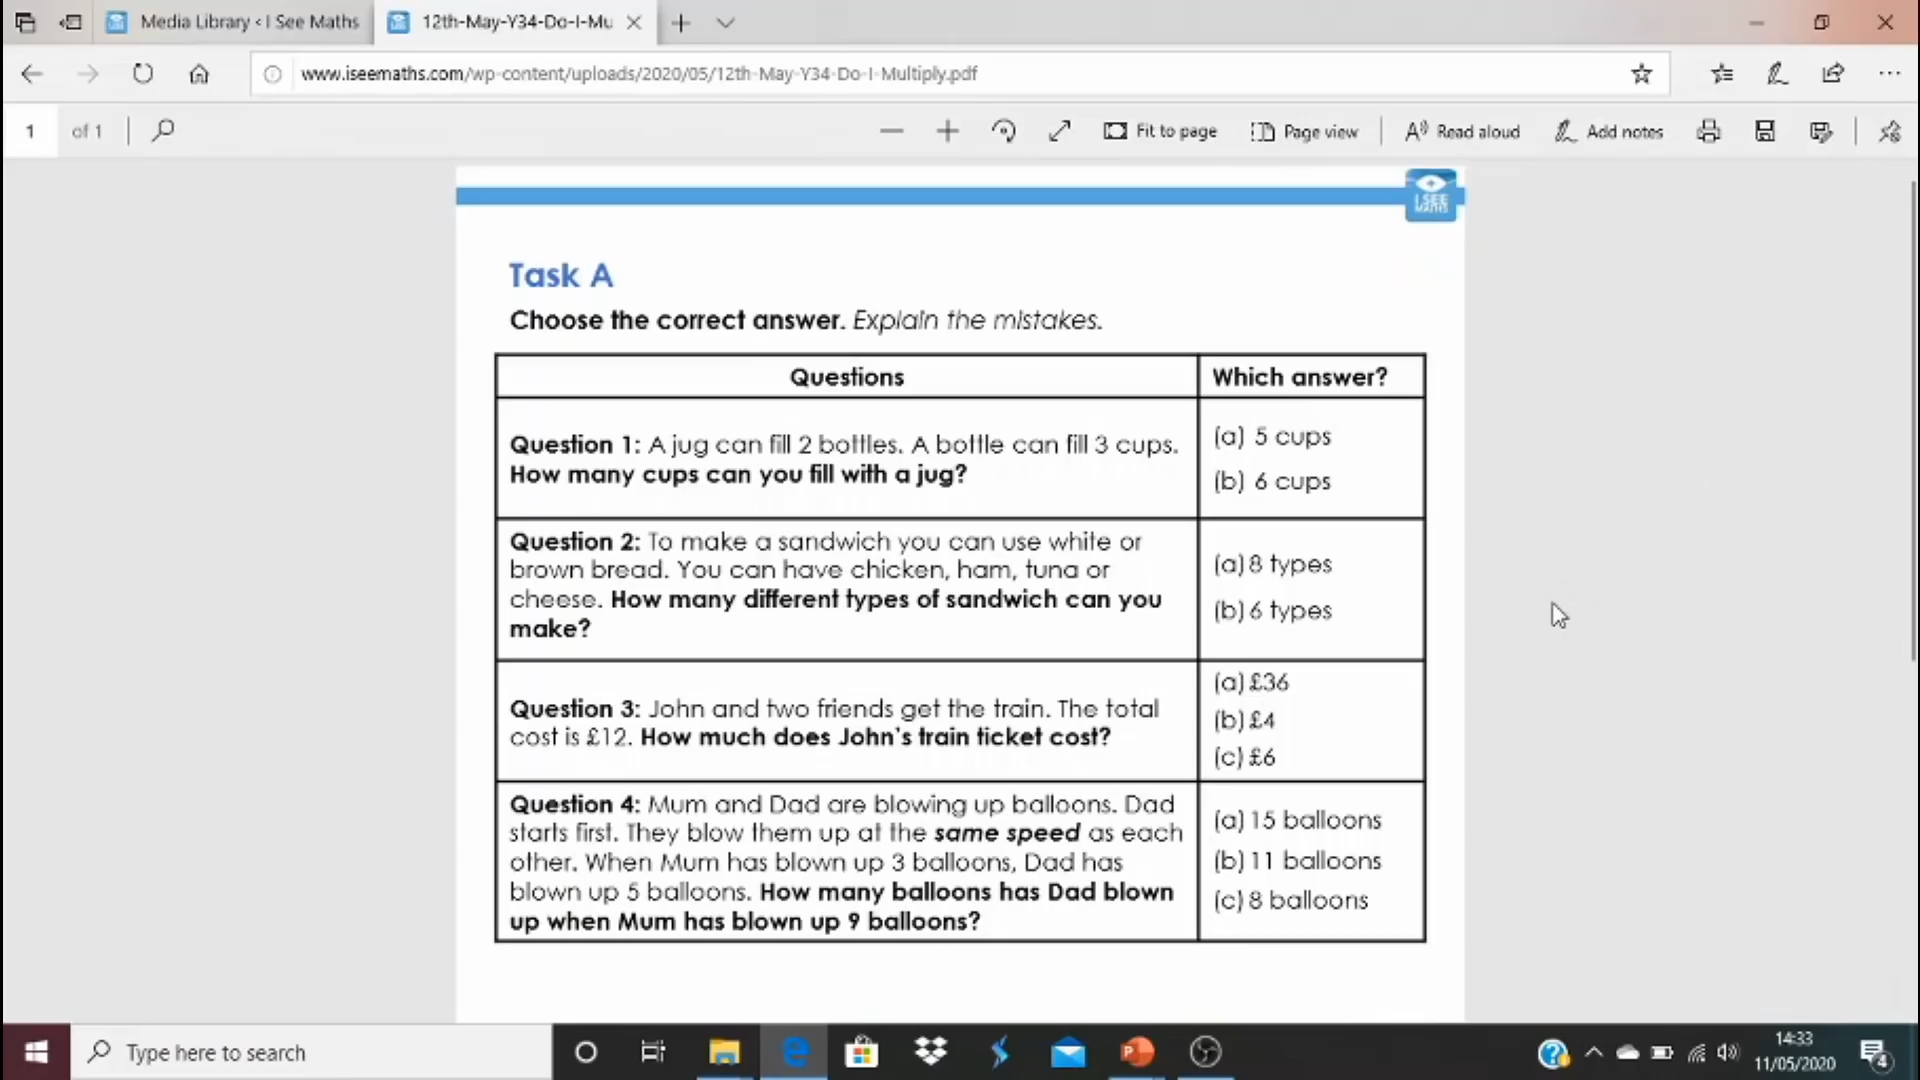 Media Library ‹ I See Maths
12th-May-Y34-Do-I-Mu
www.iseemaths.com/wp-content/uploads/2020/05/12th-May-Y34-Do-I-Multiply.pdf
1 of 1
Fit to page
Page view
Read aloud
Add notes
I SEE
MATHS
Task A
Choose the correct answer. Explain the mistakes.
Questions
Which answer?
Question 1: A jug can fill 2 bottles. A bottle can fill 3 cups.
How many cups can you fill with a jug?
(a) 5 cups
(b) 6 cups
Question 2: To make a sandwich you can use white or
brown bread. You can have chicken, ham, tuna or
cheese. How many different types of sandwich can you
make?
(a) 8 types
(b) 6 types
Question 3: John and two friends get the train. The total
cost is £12. How much does John's train ticket cost?
(a) £36
(b) £4
(c) £6
Question 4: Mum and Dad are blowing up balloons. Dad
starts first. They blow them up at the same speed as each
other. When Mum has blown up 3 balloons, Dad has
blown up 5 balloons. How many balloons has Dad blown
up when Mum has blown up 9 balloons?
(a) 15 balloons
(b) 11 balloons
(c) 8 balloons
Type here to search
14:33
11/05/2020
4